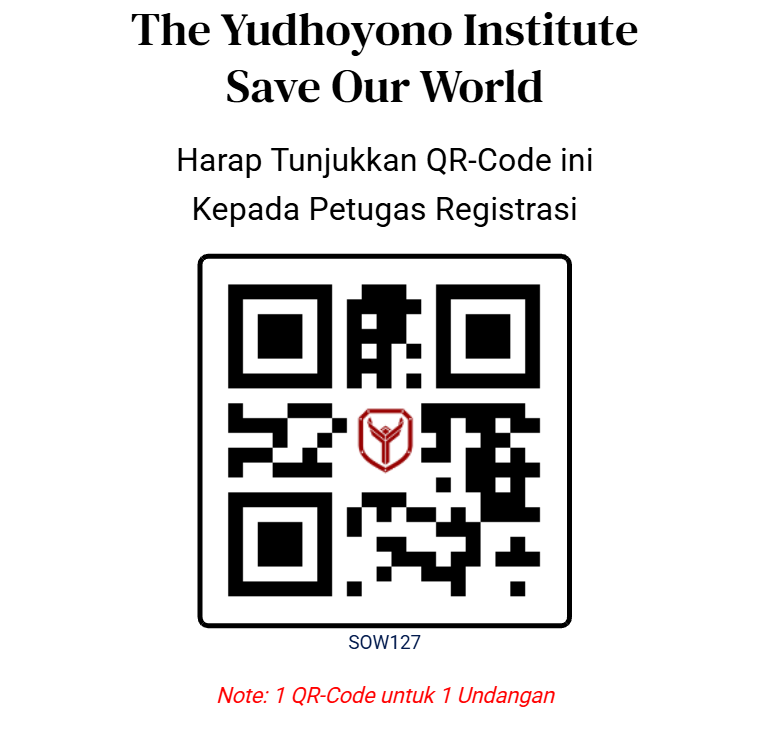 The Yudhoyono Institute
Save Our World
Harap Tunjukkan QR-Code ini
Kepada Petugas Registrasi
SOW127
Note: 1 QR-Code untuk 1 Undangan